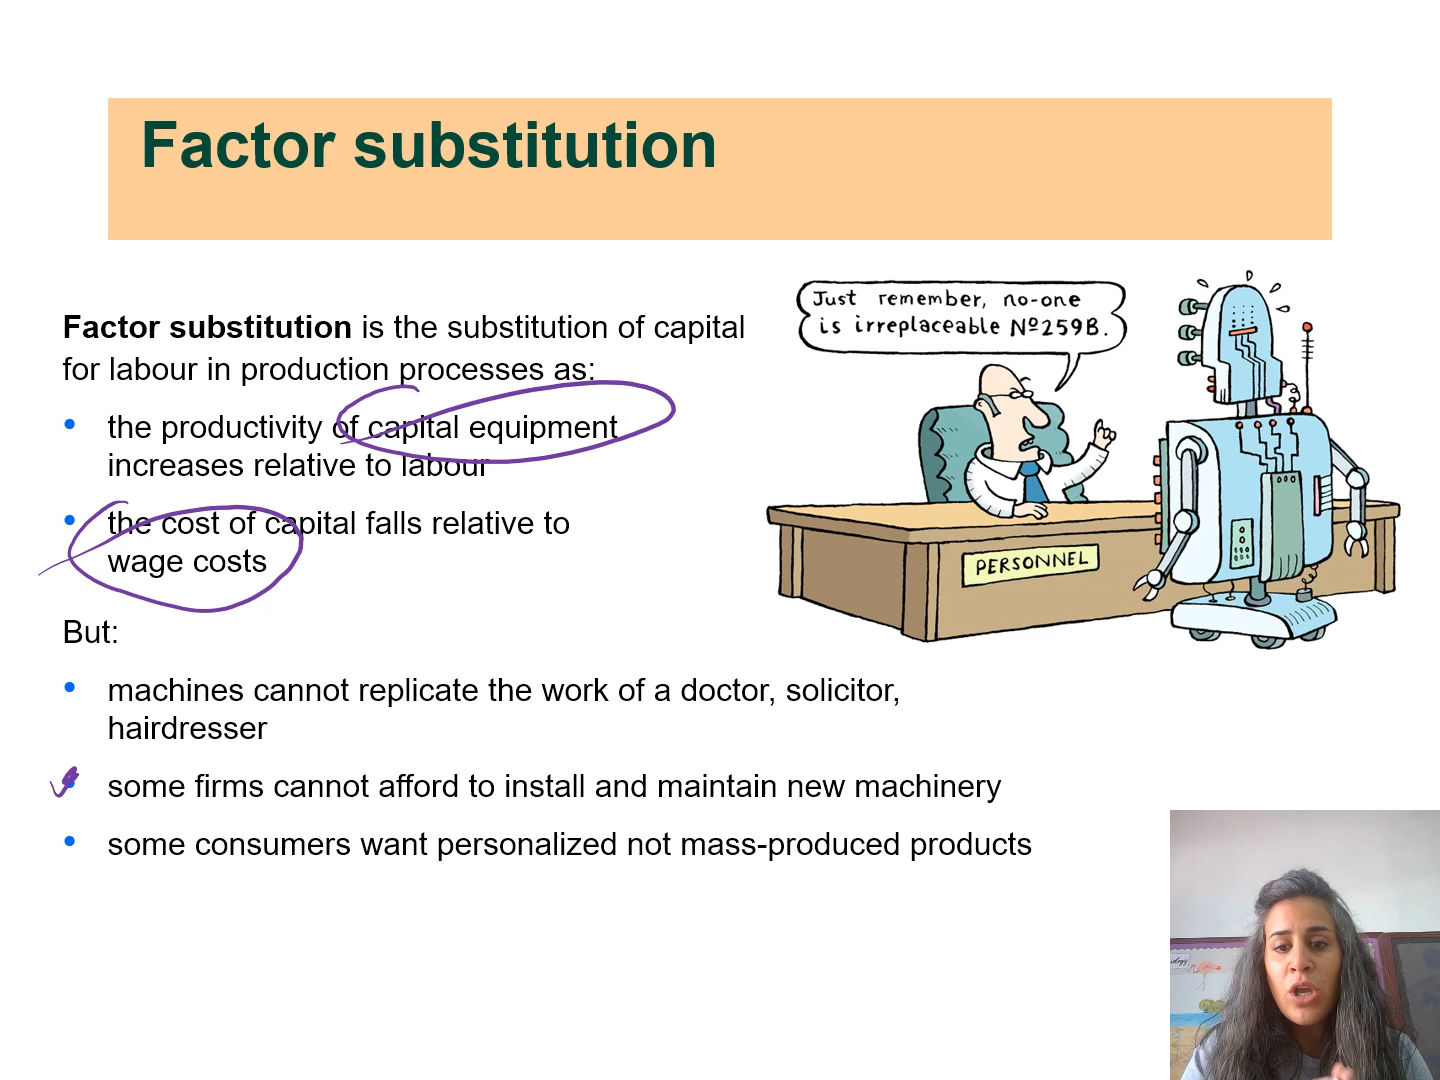 Factor substitution
Factor substitution is the substitution of capital
for labour in production processes as:
• the productivity of capital equipment
increases relative to labour
• the cost of capital falls relative to
wage costs
But:
• machines cannot replicate the work of a doctor, solicitor,
hairdresser
• some firms cannot afford to install and maintain new machinery
• some consumers want personalized not mass-produced products
Just remember, no-one
is irreplaceable Nº259B.
PERSONNEL